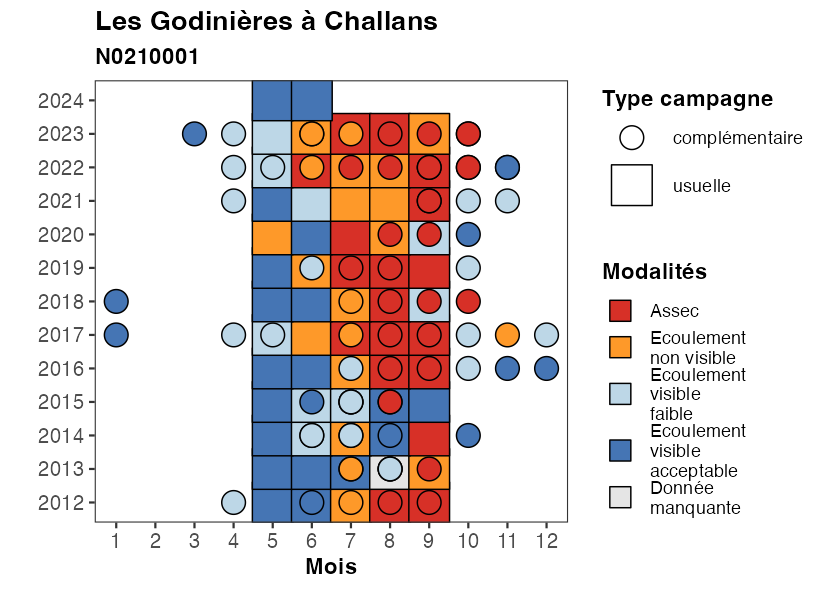 Les Godinières à Challans
N0210001
2024
2023
2022
2021
2020
2019
2018
2017
2016
2015
2014
2013
2012
1 2 3 4 5 6 7 8 9 10 11 12
Mois
Type campagne
complémentaire
usuelle
Modalités
Assec
Ecoulement
non visible
Ecoulement
visible
faible
Ecoulement
visible
acceptable
Donnée
manquante